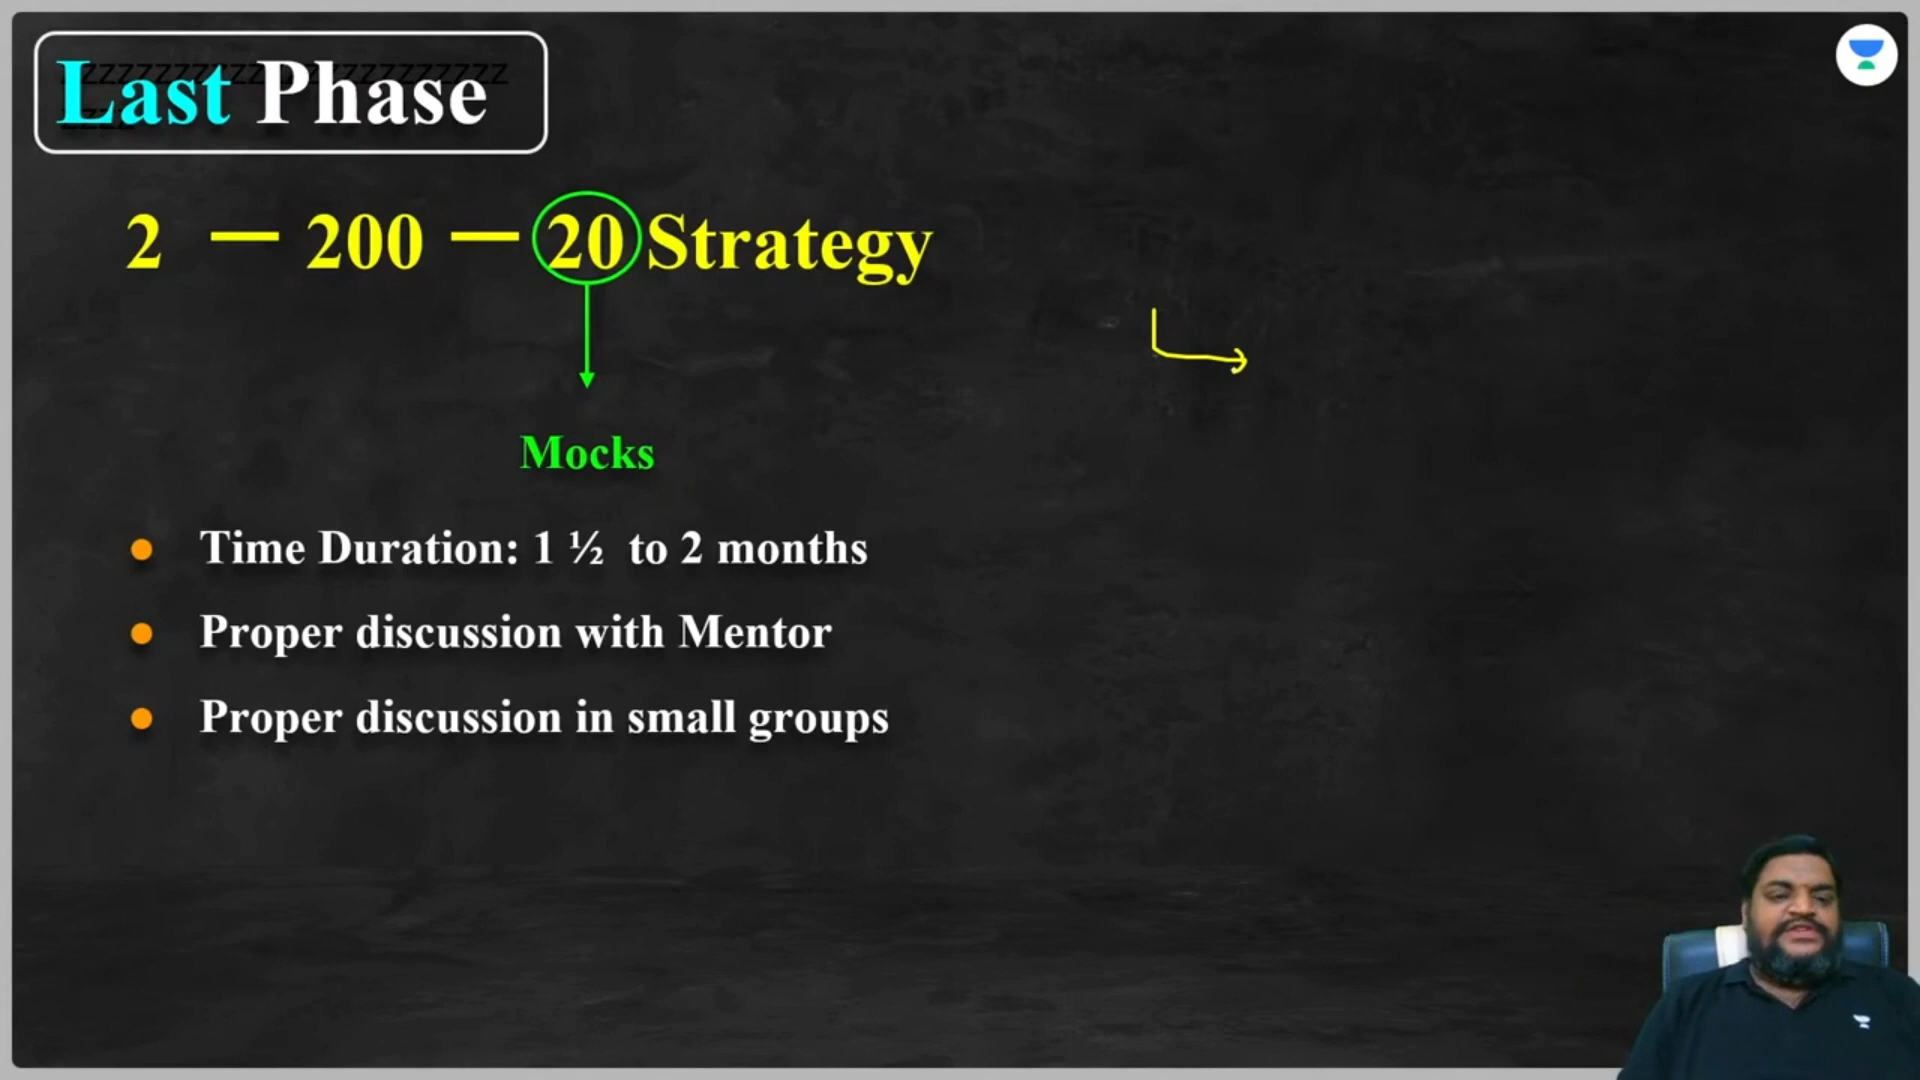 Last Phase
2 — 200 — 20 Strategy
Mocks
● Time Duration: 1 ½ to 2 months
● Proper discussion with Mentor
● Proper discussion in small groups